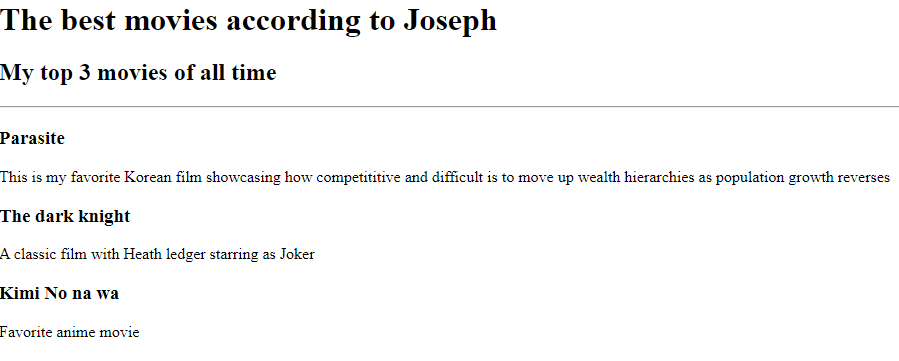 The best movies according to Joseph
My top 3 movies of all time
Parasite
This is my favorite Korean film showcasing how competititive and difficult is to move up wealth hierarchies as population growth reverses
The dark knight
A classic film with Heath ledger starring as Joker
Kimi No na wa
Favorite anime movie